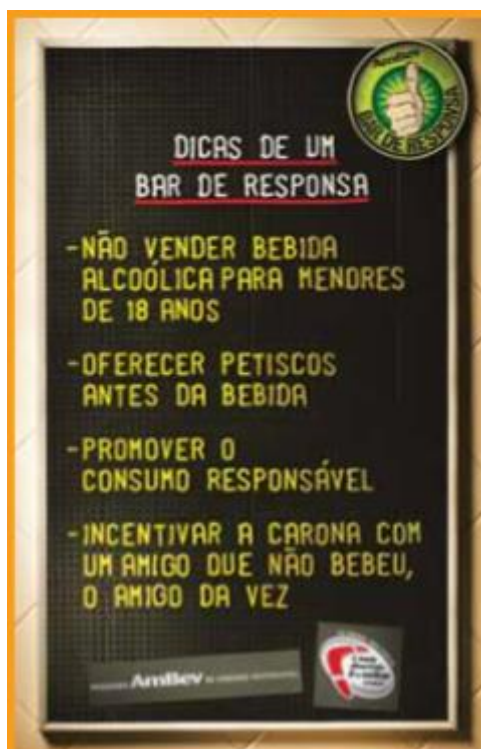 AmBev
BAR DE RESPONSA
DICAS DE UM
BAR DE RESPONSA
-NÃO VENDER BEBIDA
ALCOÓLICA PARA MENORES
DE 18 ANOS
-OFERECER PETISCOS
ANTES DA BEBIDA
-PROMOVER O
CONSUMO RESPONSÁVEL
-INCENTIVAR A CARONA COM
UM AMIGO QUE NÃO BEBEU,
O AMIGO DA VEZ
AmBev